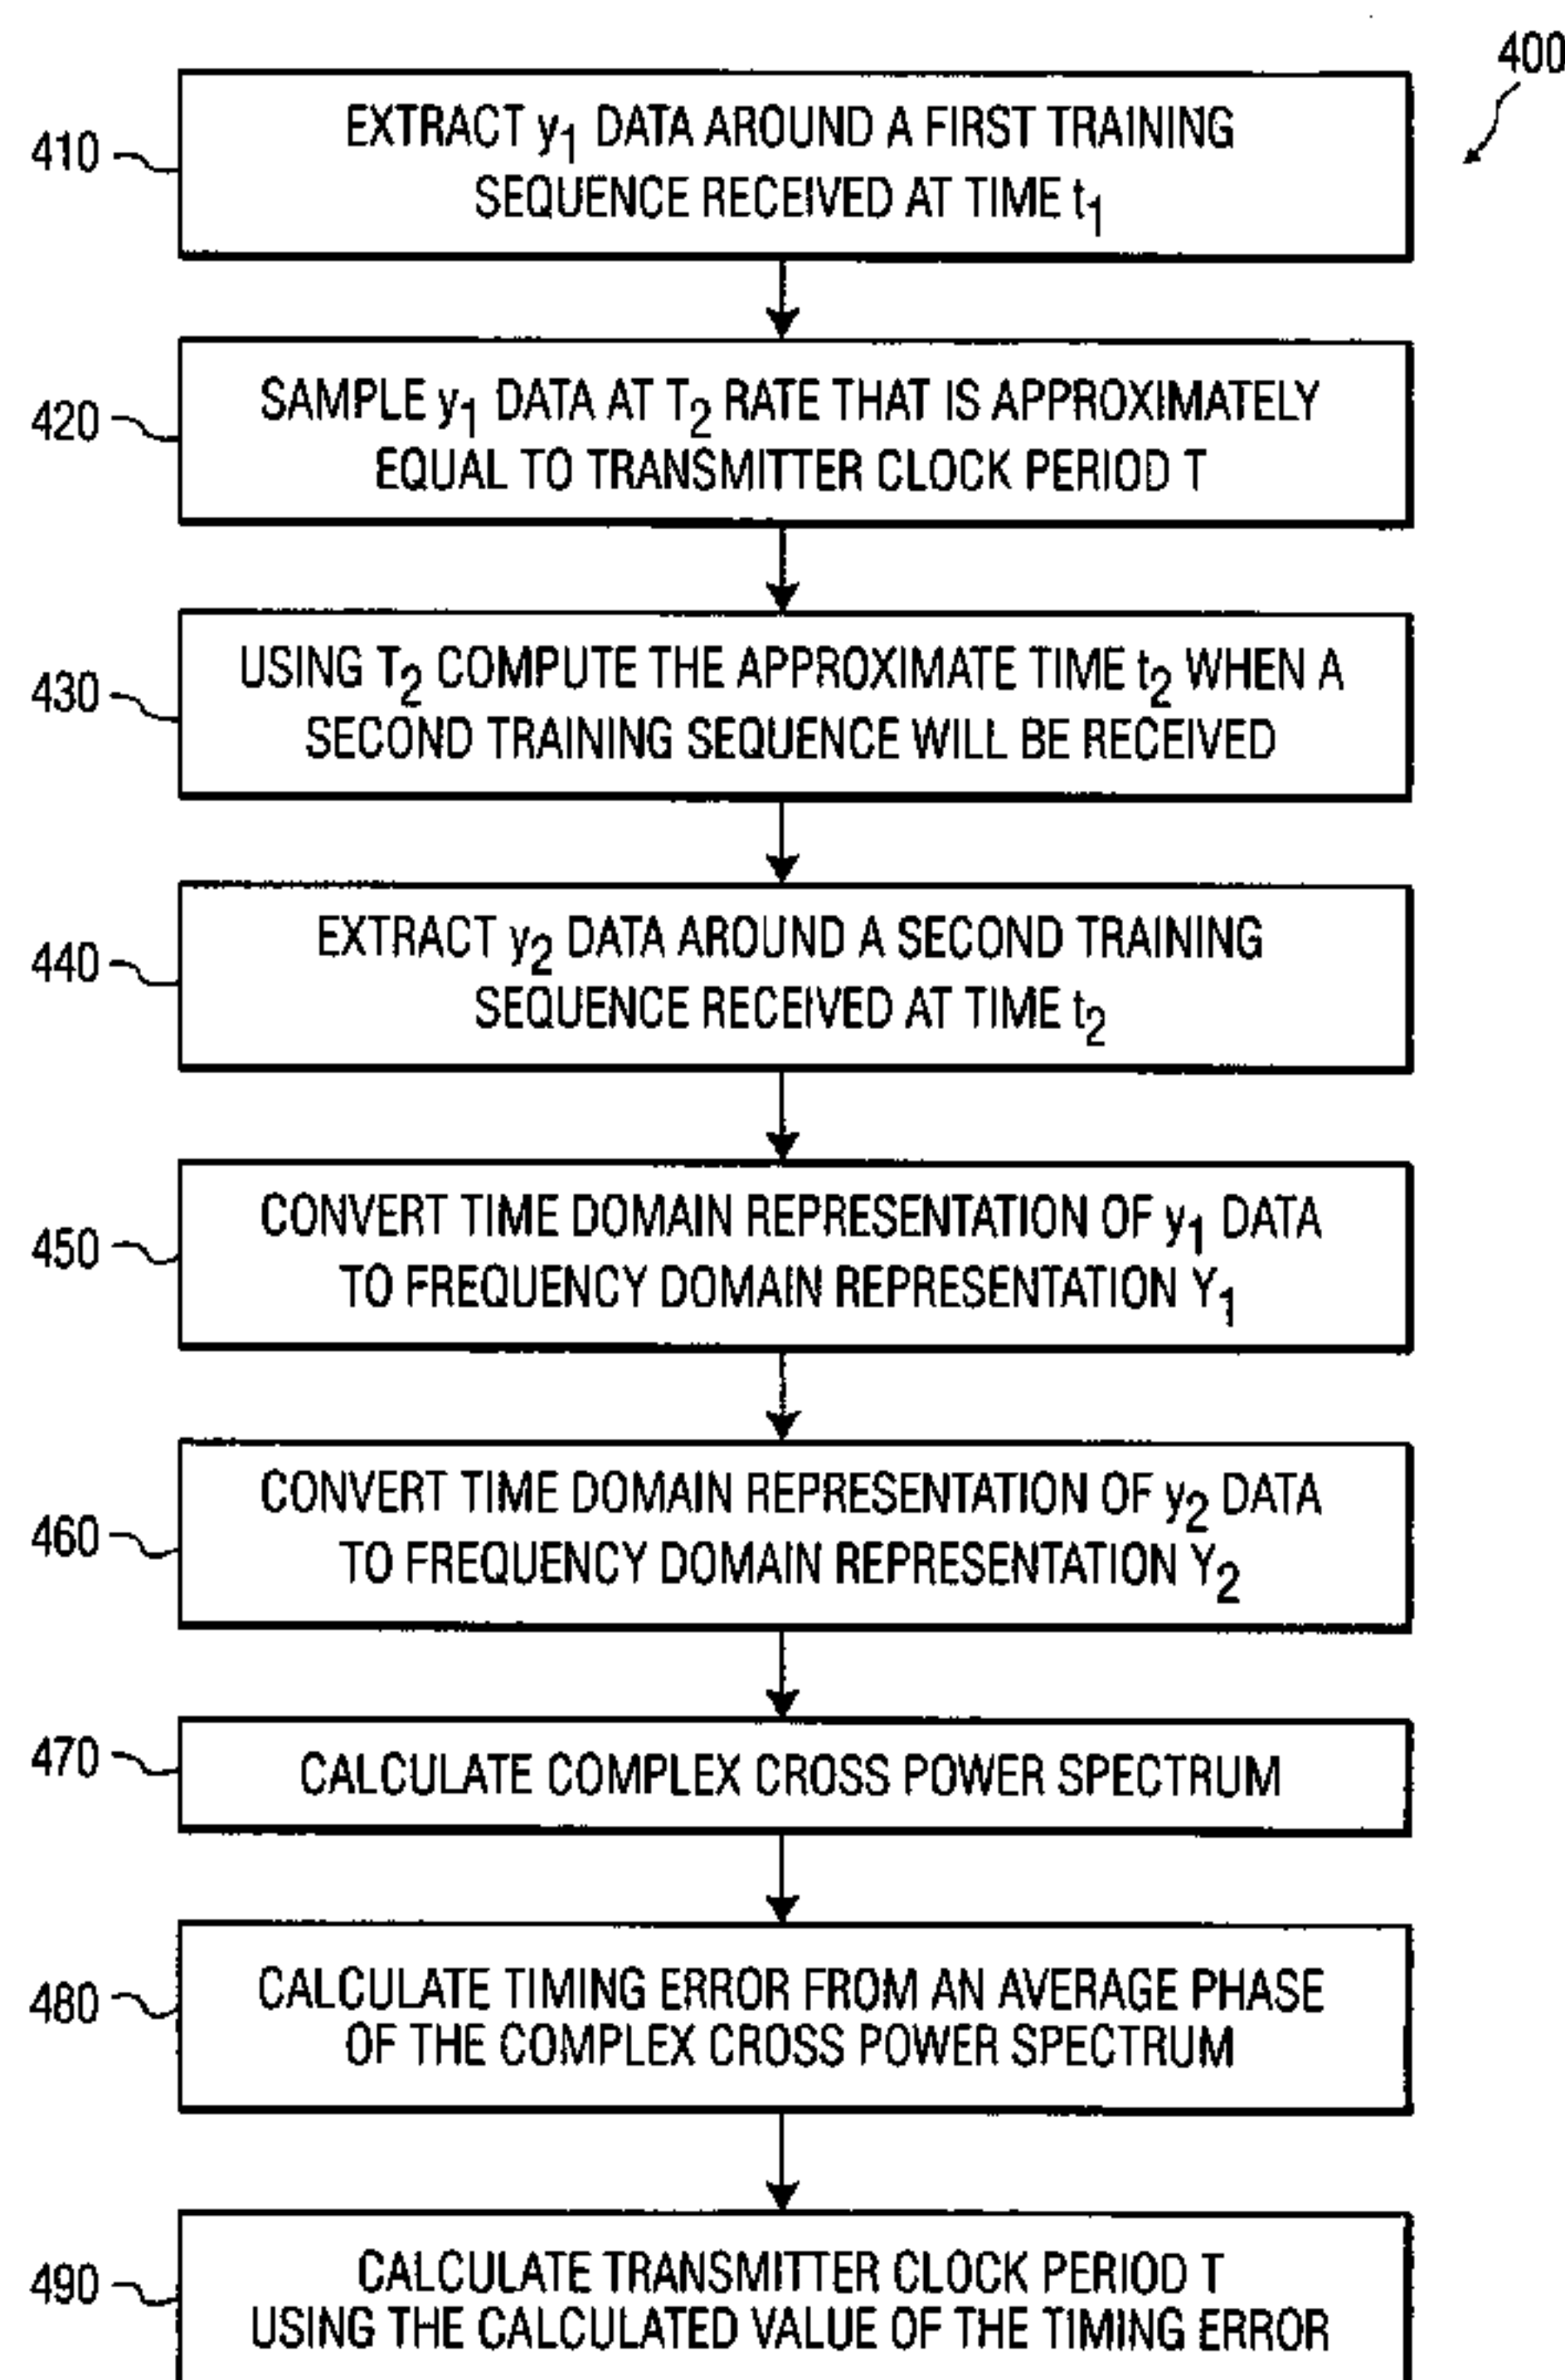 400
410
EXTRACT y1 DATA AROUND A FIRST TRAINING
SEQUENCE RECEIVED AT TIME t1
420
SAMPLE y1 DATA AT T2 RATE THAT IS APPROXIMATELY
EQUAL TO TRANSMITTER CLOCK PERIOD T
430
USING T2 COMPUTE THE APPROXIMATE TIME t2 WHEN A
SECOND TRAINING SEQUENCE WILL BE RECEIVED
440
EXTRACT y2 DATA AROUND A SECOND TRAINING
SEQUENCE RECEIVED AT TIME t2
450
CONVERT TIME DOMAIN REPRESENTATION OF y1 DATA
TO FREQUENCY DOMAIN REPRESENTATION Y1
460
CONVERT TIME DOMAIN REPRESENTATION OF y2 DATA
TO FREQUENCY DOMAIN REPRESENTATION Y2
470
CALCULATE COMPLEX CROSS POWER SPECTRUM
480
CALCULATE TIMING ERROR FROM AN AVERAGE PHASE
OF THE COMPLEX CROSS POWER SPECTRUM
490
CALCULATE TRANSMITTER CLOCK PERIOD T
USING THE CALCULATED VALUE OF THE TIMING ERROR